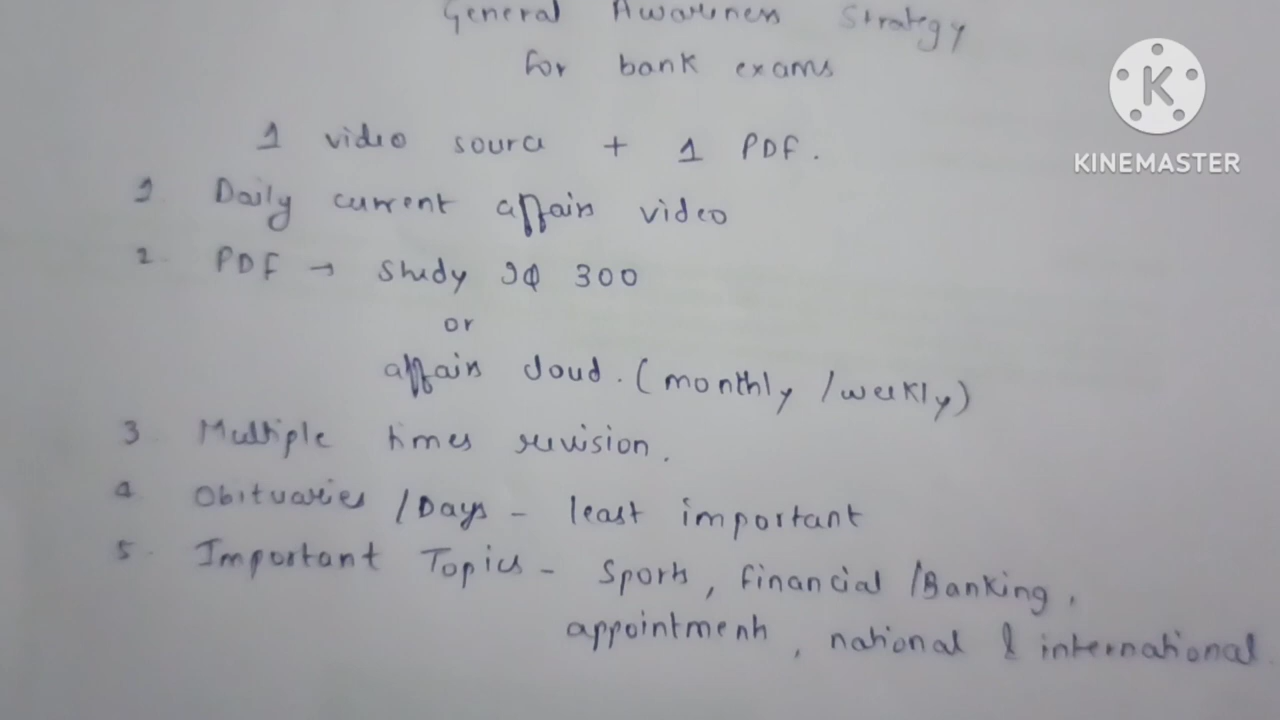 General Awareness Strategy
for bank exams
1 video source + 1 PDF.
1 Daily current affairs video
2 PDF → Study IQ 300
or
affairs cloud. (monthly / weekly)
3 Multiple times revision.
4 Obituaries / Days - least important
5. Important Topics - Sports, financial / Banking,
appointment, national & international
K
KINEMASTER